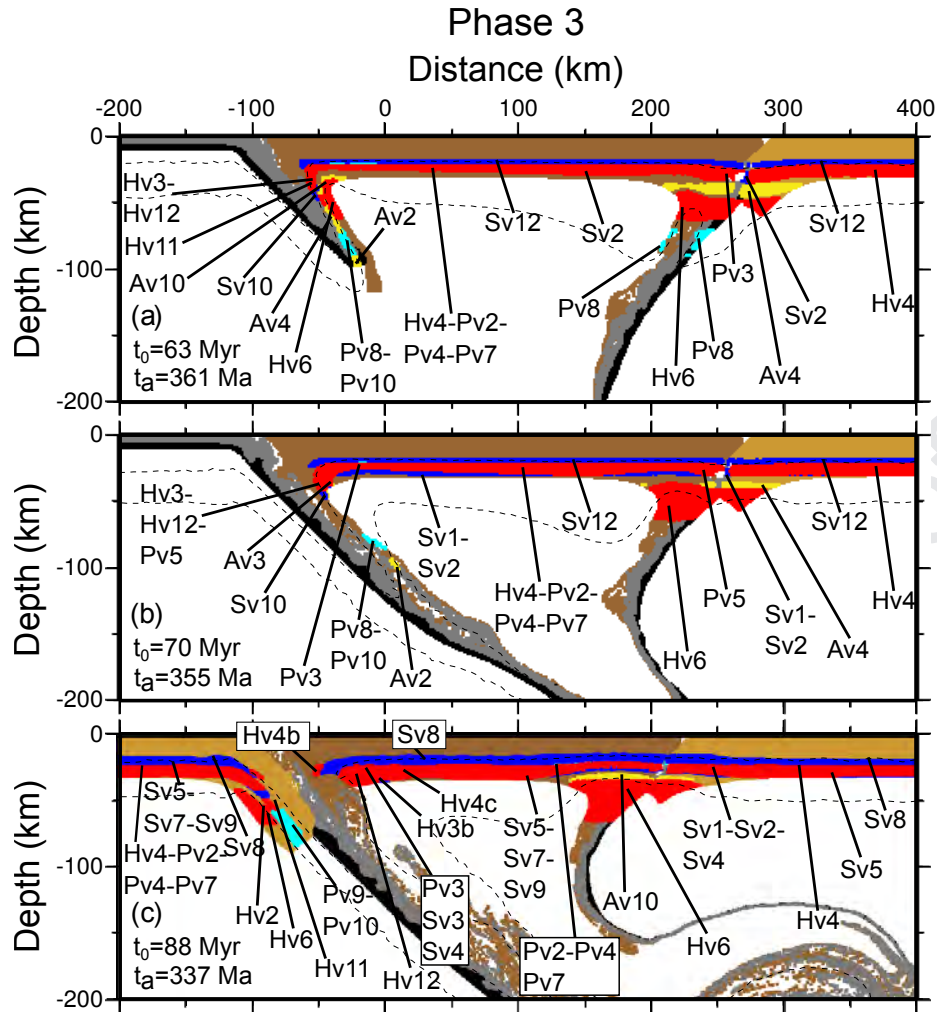 Phase 3
Distance (km)
-200 -100 0 100 200 300 400
0
-100
-200
Depth (km)
Hv3-
Hv12
Hv11
Av10
Sv10
Av4
Hv6
Pv8-
Pv10
Av2
Hv4-Pv2-
Pv4-Pv7
Sv12
Sv2
Pv8
Hv6
Pv8
Pv3
Sv2
Av4
Sv12
Hv4
(a)
t0=63 Myr
ta=361 Ma
0
-100
-200
Depth (km)
Hv3-
Hv12-
Pv5
Av3
Sv10
Pv3
Pv8-
Pv10
Av2
Sv1-
Sv2
Hv4-Pv2-
Pv4-Pv7
Sv12
Hv6
Pv5
Sv1-
Sv2
Av4
Sv12
Hv4
(b)
t0=70 Myr
ta=355 Ma
0
-100
-200
Depth (km)
Hv4b
Sv8
Sv5-
Sv7-Sv9
Sv8
Hv4-Pv2-
Pv4-Pv7
Hv2
Hv6
Hv11
Pv9-
Pv10
Hv12
Pv3
Sv3
Sv4
Hv4c
Hv3b
Sv5-
Sv7-
Sv9
Pv2-Pv4
Pv7
Av10
Hv6
Sv1-Sv2-
Sv4
Hv4
Sv5
Sv8
(c)
t0=88 Myr
ta=337 Ma